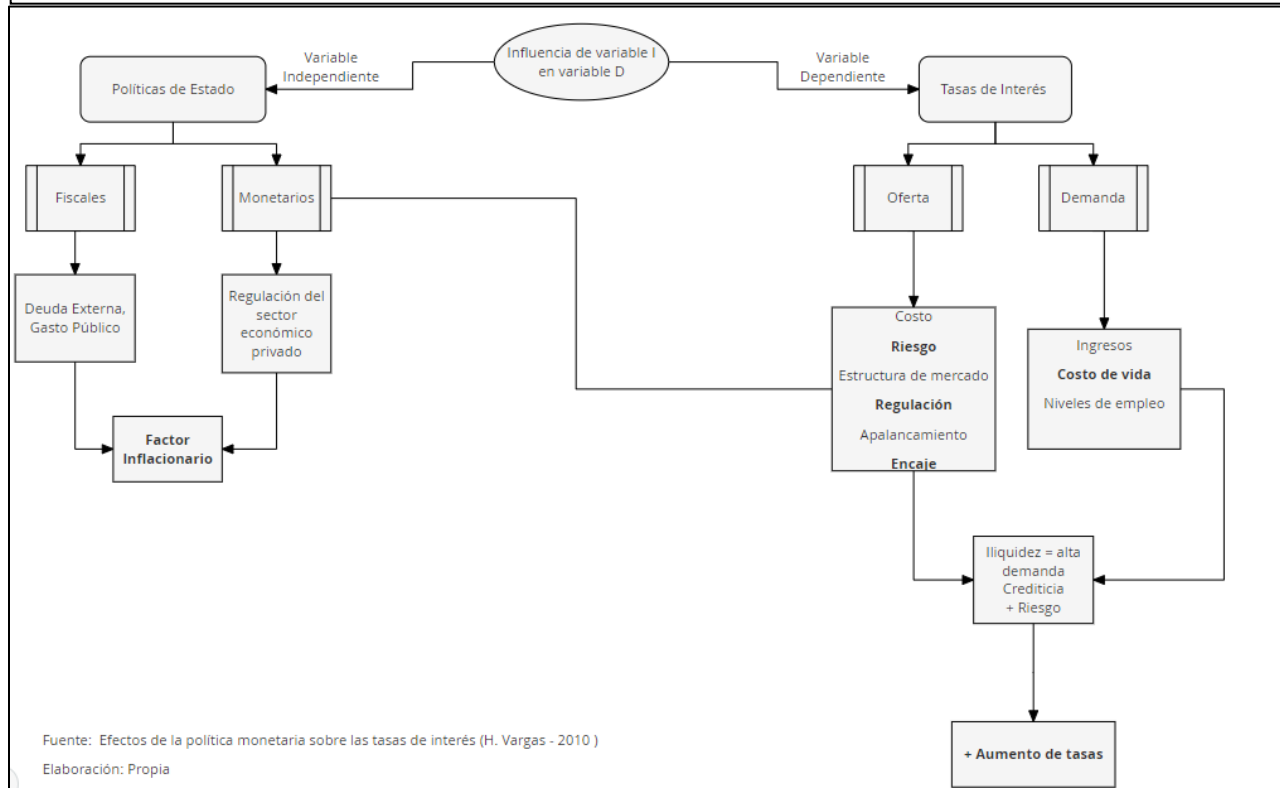 Influencia de variable I
en variable D
Variable
Independiente
Variable
Dependiente
Políticas de Estado
Tasas de Interés
Fiscales
Monetarios
Oferta
Demanda
Deuda Externa,
Gasto Público
Regulación del
sector
económico
privado
Factor
Inflacionario
Costo
Riesgo
Estructura de mercado
Regulación
Apalancamiento
Encaje
Ingresos
Costo de vida
Niveles de empleo
Iliquidez = alta
demanda
Crediticia
+ Riesgo
+ Aumento de tasas
Fuente: Efectos de la política monetaria sobre las tasas de interés (H. Vargas - 2010 )
Elaboración: Propia